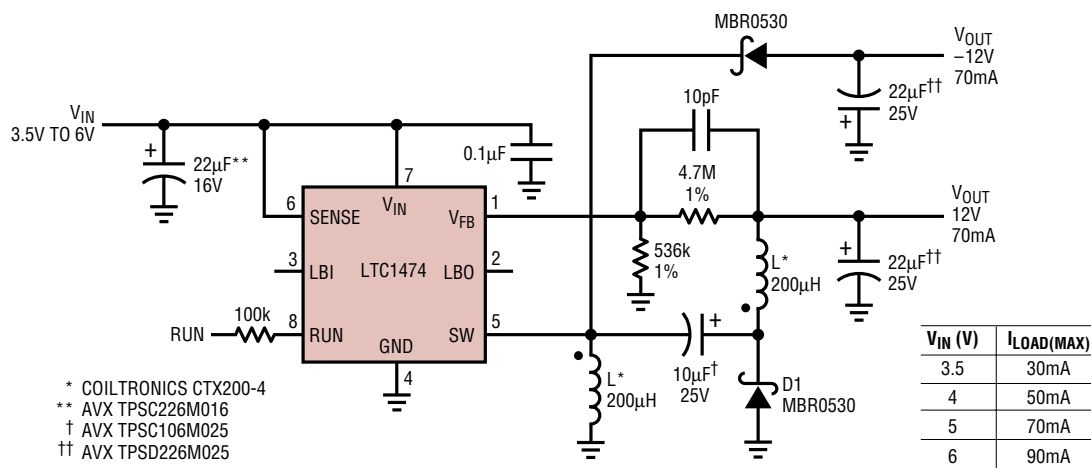 MBR0530
VOUT
–12V
70mA
22µF††
25V
+
10pF
VIN
3.5V TO 6V
+
22µF**
16V
0.1µF
7
4.7M
1%
VOUT
12V
70mA
6
SENSE
VIN
VFB
1
536k
1%
+
22µF††
25V
3
LBI
LTC1474
LBO
2
L*
200µH
100k
RUN
8
RUN
GND
SW
5
+
4
10µF†
25V
L*
200µH
D1
MBR0530
* COILTRONICS CTX200-4
** AVX TPSC226M016
† AVX TPSC106M025
†† AVX TPSD226M025
VIN (V) ILOAD(MAX)
3.5 30mA
4 50mA
5 70mA
6 90mA